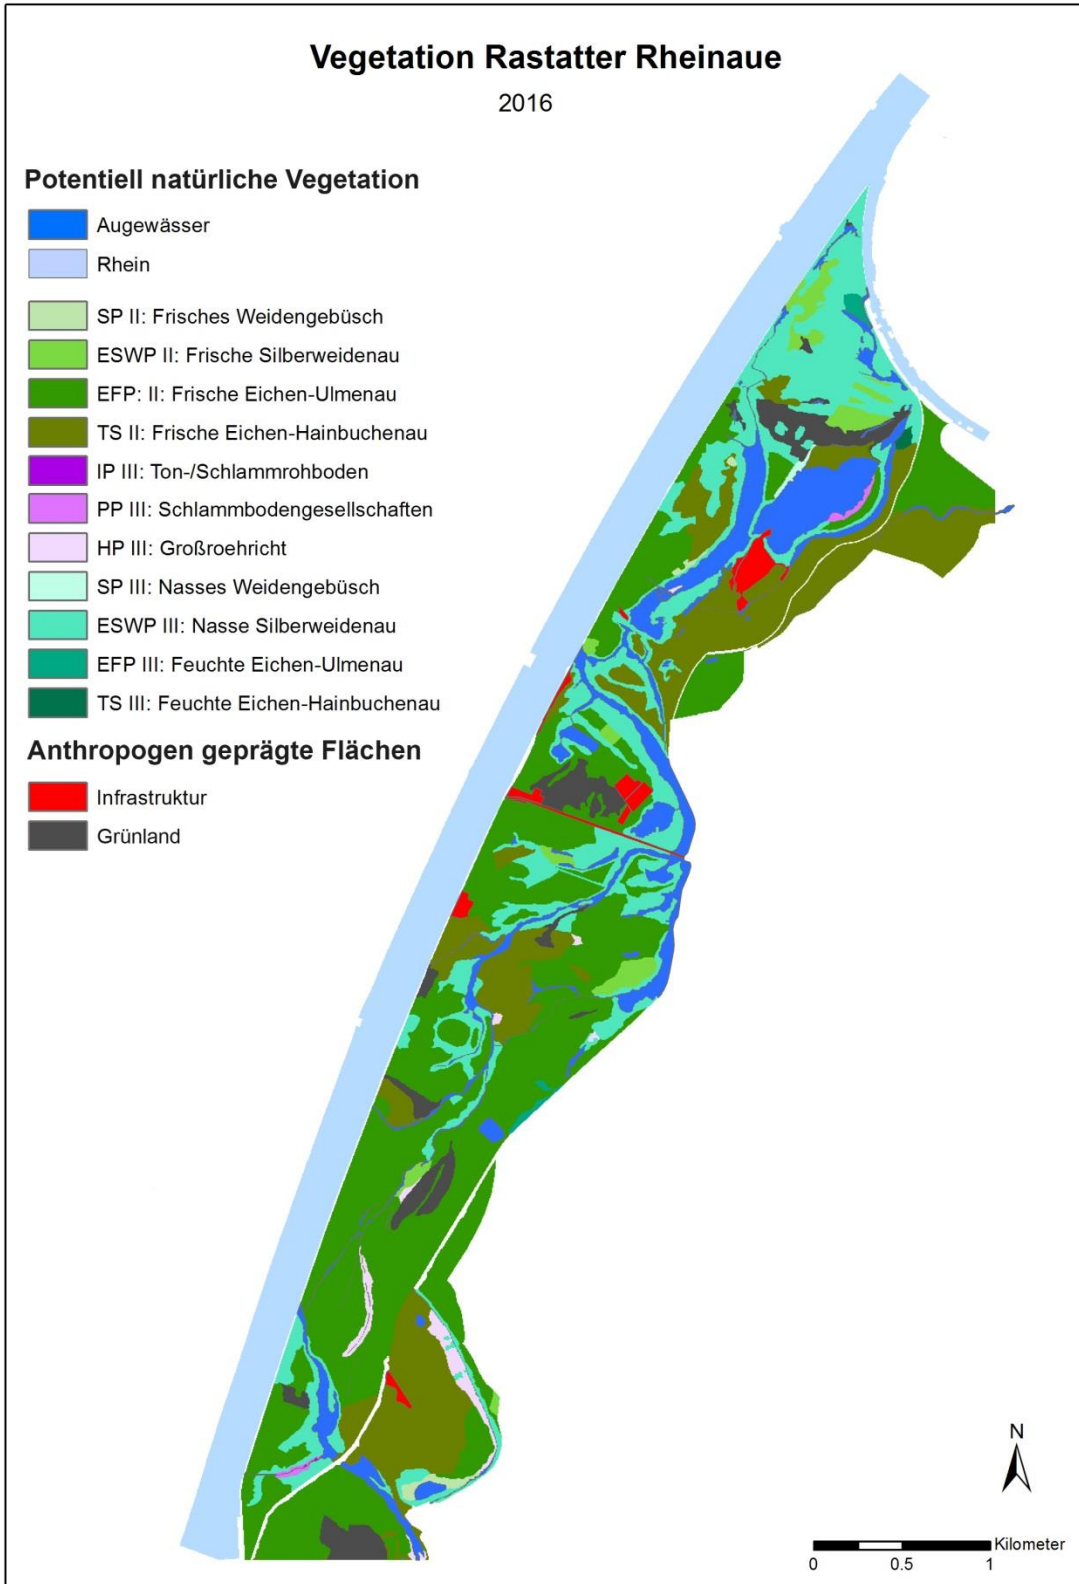 Vegetation Rastatter Rheinaue
2016
Potentiell natürliche Vegetation
Augewässer
Rhein
SP II: Frisches Weidengebüsch
ESWP II: Frische Silberweidenau
EFP: II: Frische Eichen-Ulmenau
TS II: Frische Eichen-Hainbuchenau
IP III: Ton-/Schlammrohboden
PP III: Schlammbodengesellschaften
HP III: Großroehricht
SP III: Nasses Weidengebüsch
ESWP III: Nasse Silberweidenau
EFP III: Feuchte Eichen-Ulmenau
TS III: Feuchte Eichen-Hainbuchenau
Anthropogen geprägte Flächen
Infrastruktur
Grünland
N
Kilometer
0 0.5 1